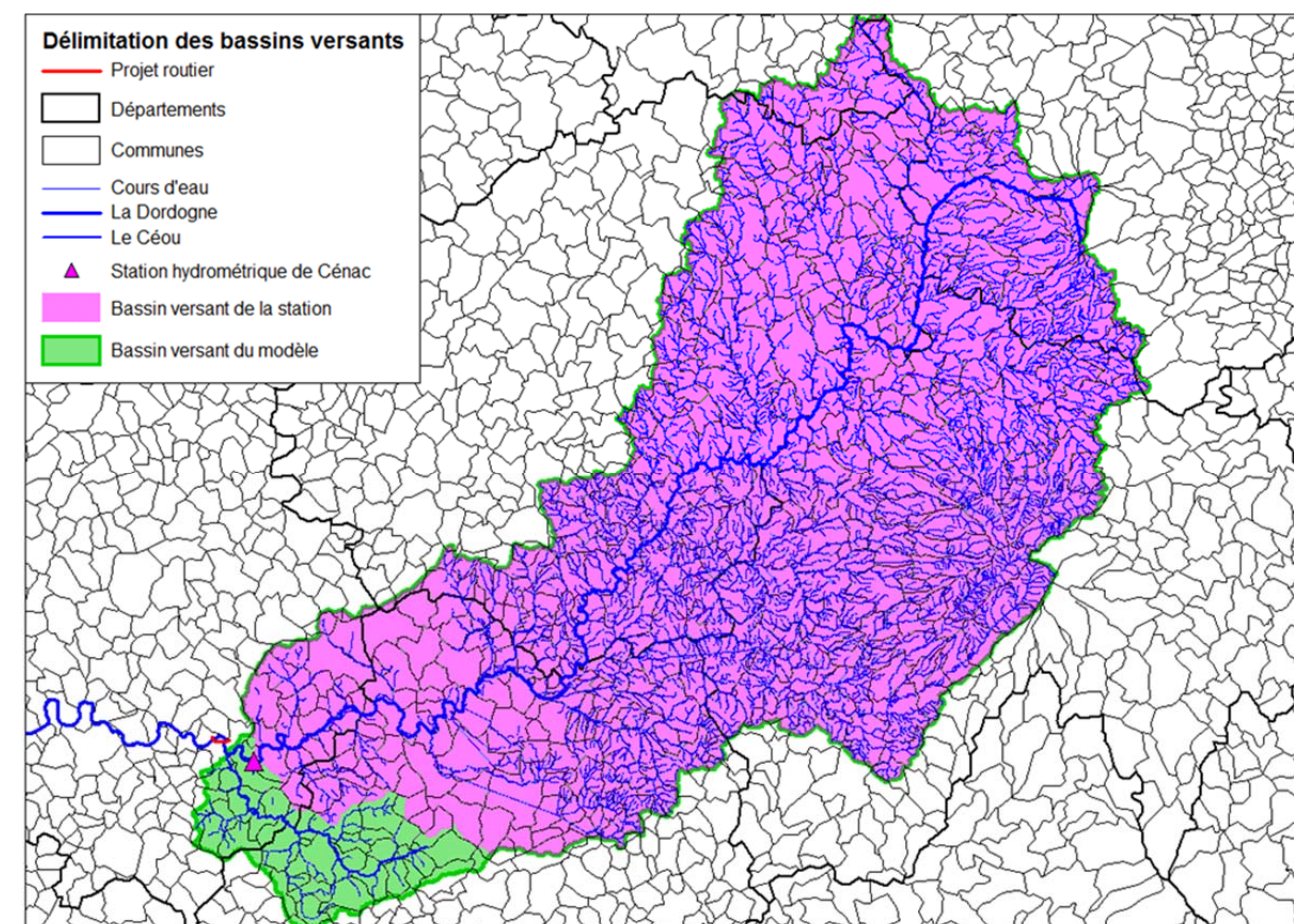 Délimitation des bassins versants
Projet routier
Départements
Communes
Cours d'eau
La Dordogne
Le Céou
Station hydrométrique de Cénac
Bassin versant de la station
Bassin versant du modèle